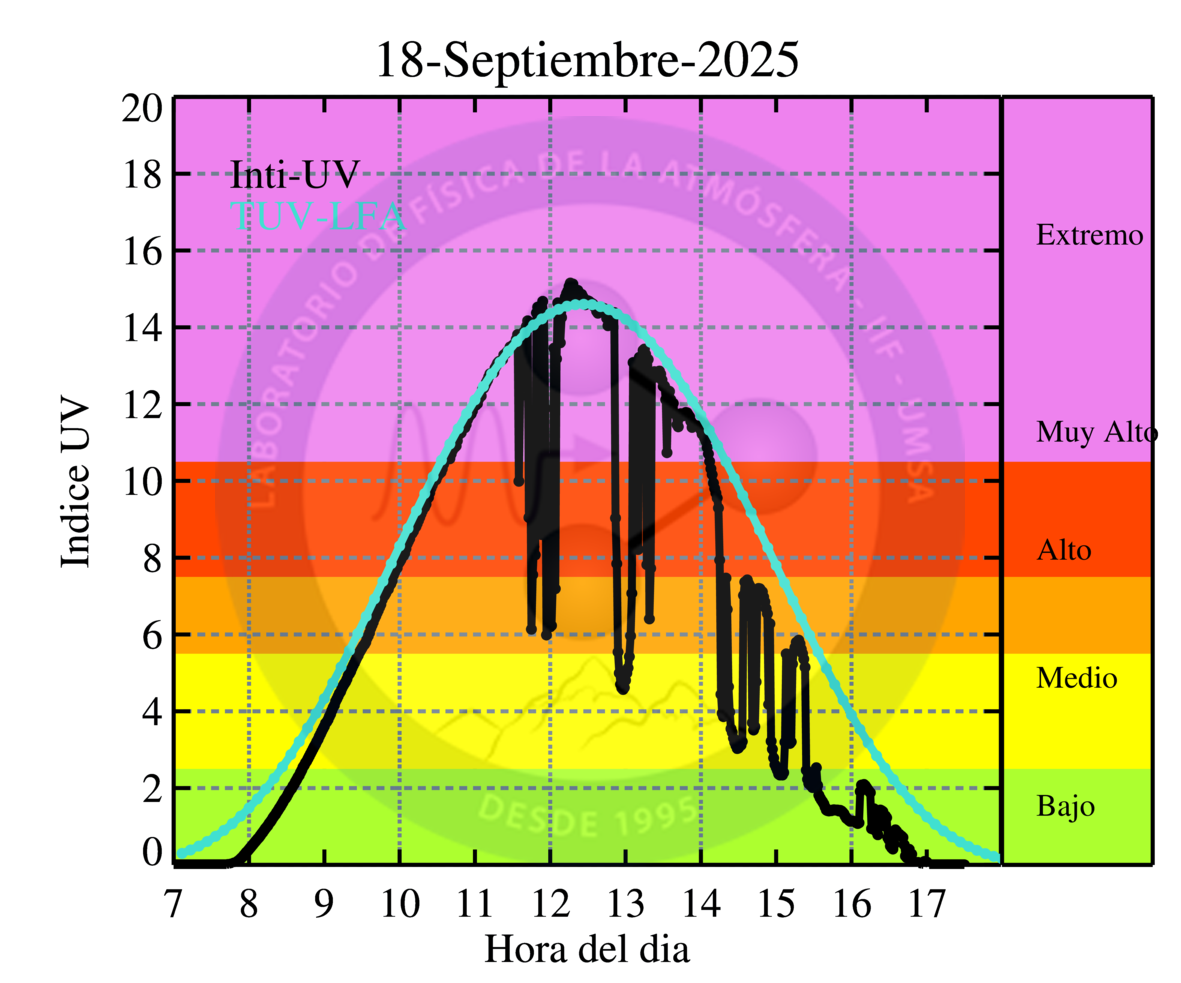 18-Septiembre-2025
20
18
16
14
12
10
8
6
4
2
0
Indice UV
Inti-UV
TUV-LFA
LABORATORIO DE FÍSICA DE LA ATMÓSFERA - IIF - UMSA
DESDE 1995
Extremo
Muy Alto
Alto
Medio
Bajo
7 8 9 10 11 12 13 14 15 16 17
Hora del dia